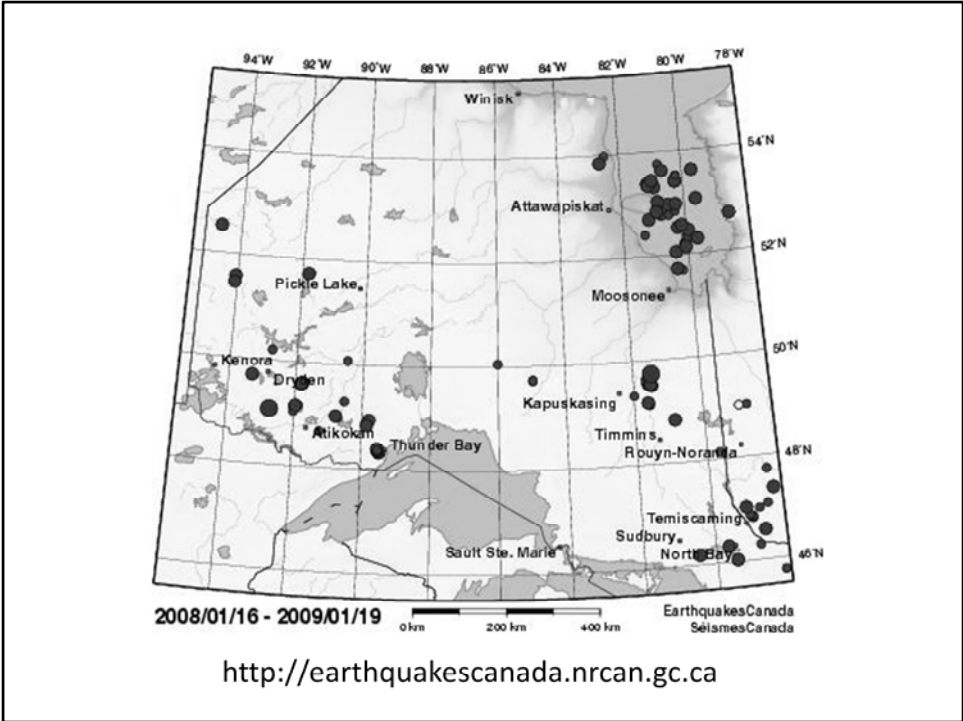 94°W 92°W 90°W 88°W 86°W 84°W 82°W 80°W 78°W
Winisk
54°N
Attawapiskat
52°N
Pickle Lake
Moosonee
50°N
Kenora
Dryden
Kapuskasing
Atikokan
Timmins
Thunder Bay
Rouyn-Noranda
48°N
Temiscaming
Sudbury
Sault Ste. Marie
North Bay
46°N
2008/01/16 - 2009/01/19
0 km 200 km 400 km
EarthquakesCanada
SéismesCanada
http://earthquakescanada.nrcan.gc.ca